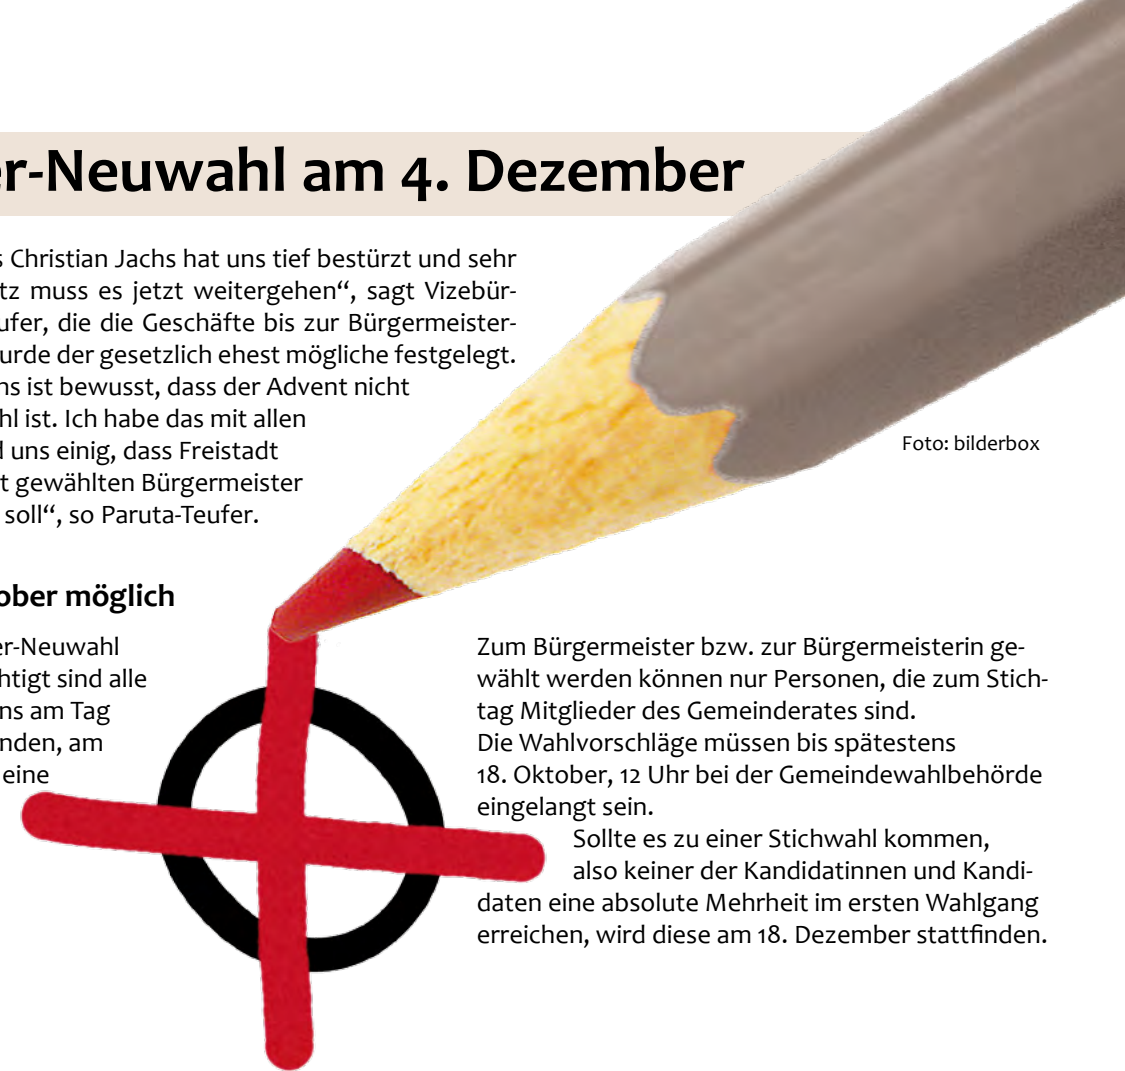 er-Neuwahl am 4. Dezember
s Christian Jachs hat uns tief bestürzt und sehr
tz muss es jetzt weitergehen“, sagt Vizebür-
ufer, die die Geschäfte bis zur Bürgermeister-
urde der gesetzlich ehest mögliche festgelegt.
ns ist bewusst, dass der Advent nicht
hl ist. Ich habe das mit allen
d uns einig, dass Freistadt
t gewählten Bürgermeister
soll“, so Paruta-Teufer.
Foto: bilderbox
ober möglich
er-Neuwahl
htigt sind alle
ns am Tag
nden, am
eine
Zum Bürgermeister bzw. zur Bürgermeisterin ge-
wählt werden können nur Personen, die zum Stich-
tag Mitglieder des Gemeinderates sind.
Die Wahlvorschläge müssen bis spätestens
18. Oktober, 12 Uhr bei der Gemeindewahlbehörde
eingelangt sein.
Sollte es zu einer Stichwahl kommen,
also keiner der Kandidatinnen und Kandi-
daten eine absolute Mehrheit im ersten Wahlgang
erreichen, wird diese am 18. Dezember stattfinden.